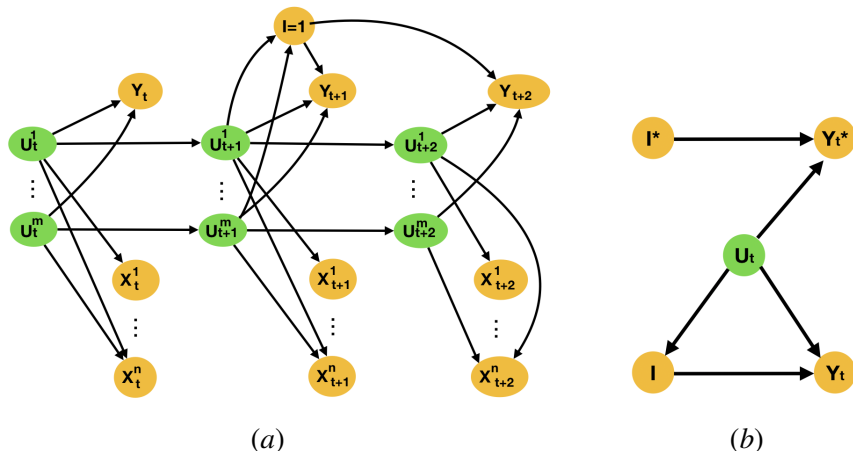 I=1
Y_t Y_{t+1} Y_{t+2}
U_t^1 U_{t+1}^1 U_{t+2}^1
⋮ ⋮ ⋮
U_t^m U_{t+1}^m U_{t+2}^m
X_t^1 X_{t+1}^1 X_{t+2}^1
⋮ ⋮ ⋮
X_t^n X_{t+1}^n X_{t+2}^n
(a)
I* Y_t*
U_t
I Y_t
(b)